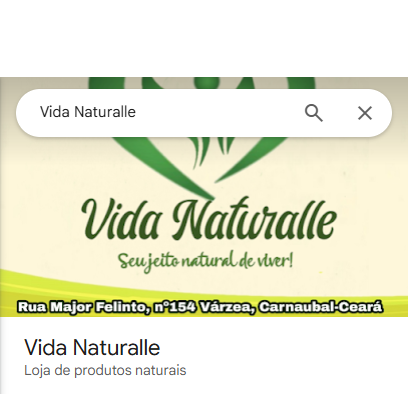 Vida Naturalle
Vida Naturalle
Seu jeito natural de viver!
Rua Major Felinto, n°154 Várzea, Carnaubal-Ceará
Vida Naturalle
Loja de produtos naturais